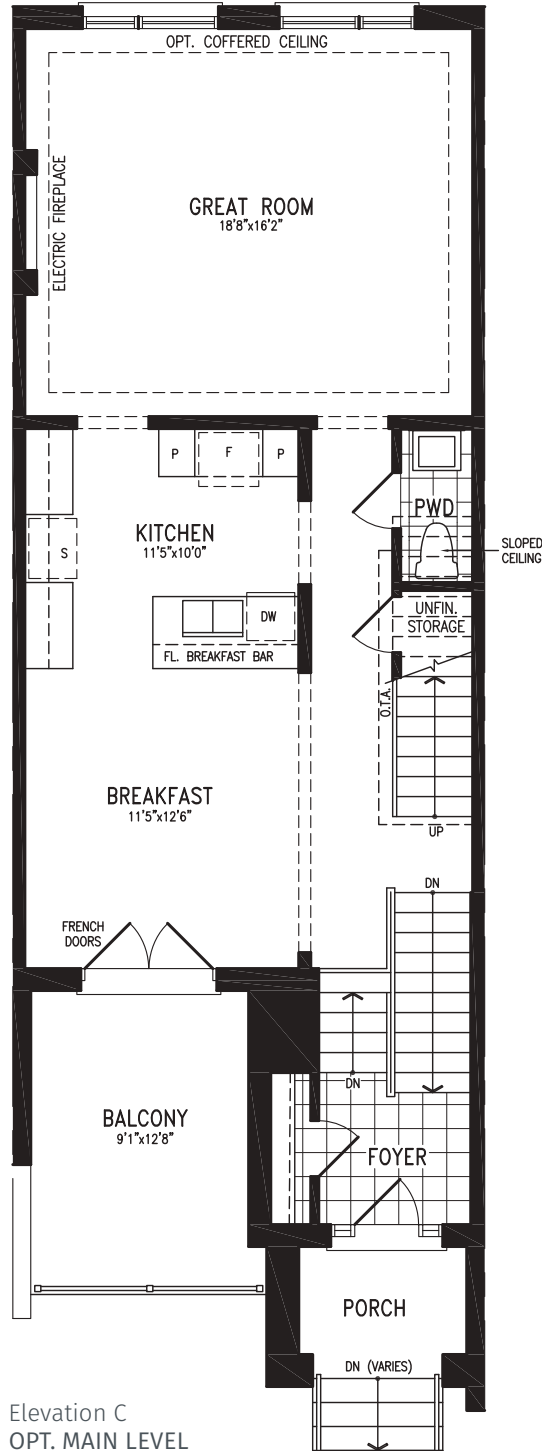 OPT. COFFERED CEILING
ELECTRIC FIREPLACE
GREAT ROOM
18'8"x16'2"
P
F
P
PWD
KITCHEN
11'5"x10'0"
S
SLOPED
CEILING
UNFIN.
STORAGE
DW
FL. BREAKFAST BAR
O.T.A.
BREAKFAST
11'5"x12'6"
UP
DN
FRENCH
DOORS
DN
BALCONY
9'1"x12'8"
FOYER
PORCH
DN (VARIES)
Elevation C
OPT. MAIN LEVEL